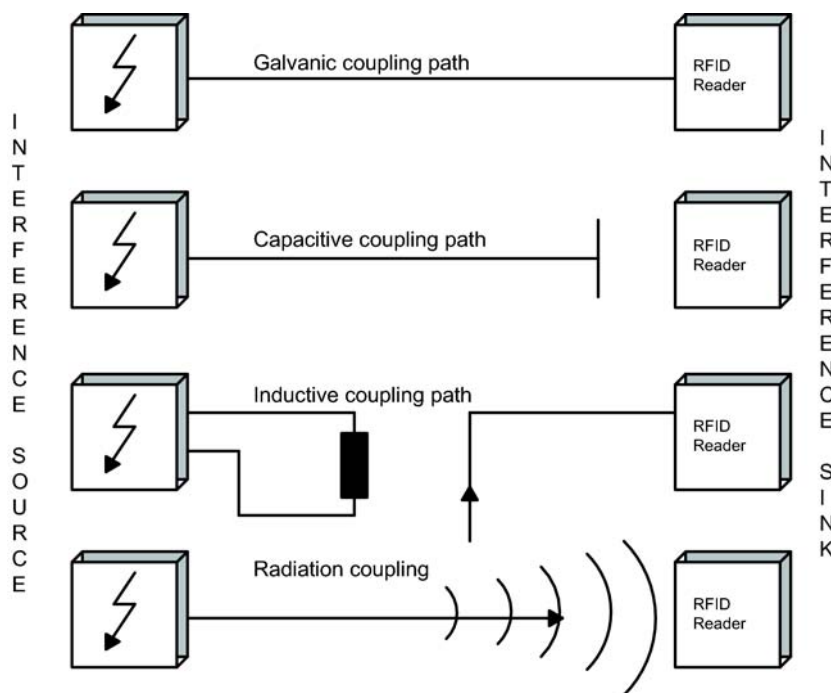 INTERFERENCE SOURCE
Galvanic coupling path
RFID
Reader
Capacitive coupling path
RFID
Reader
Inductive coupling path
RFID
Reader
Radiation coupling
RFID
Reader
INTERFERENCE SINK